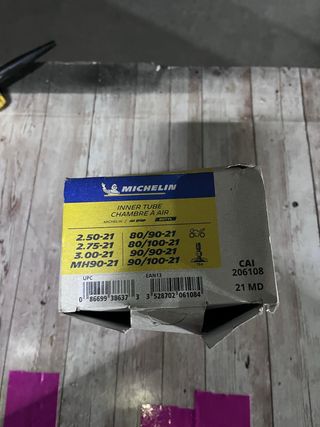 MICHELIN
INNER TUBE
CHAMBRE À AIR
2.50-21 80/90-21
2.75-21 80/100-21
3.00-21 90/90-21
MH90-21 90/100-21
CAI
206108
21 MD
UPC
EAN13
0 86699 38637 3
3 528702 061084